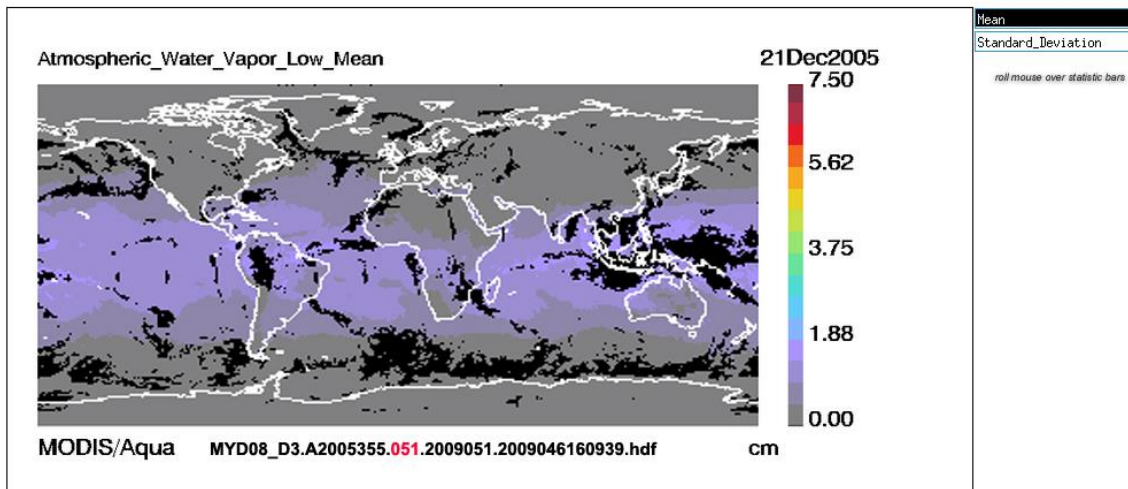 Atmospheric_Water_Vapor_Low_Mean
21Dec2005
7.50
5.62
3.75
1.88
0.00
MODIS/Aqua MYD08_D3.A2005355.051.2009051.2009046160939.hdf cm
Mean
Standard_Deviation
roll mouse over statistic bars